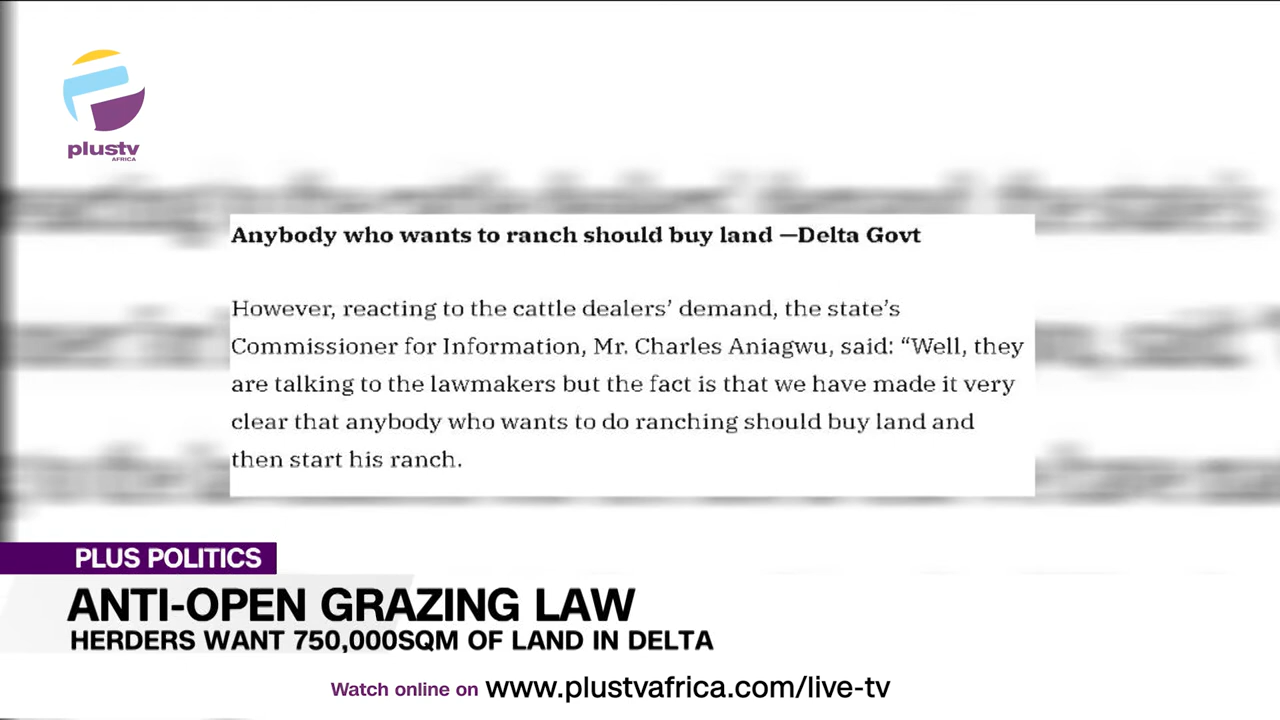 plustv
AFRICA
Anybody who wants to ranch should buy land —Delta Govt
However, reacting to the cattle dealers’ demand, the state’s
Commissioner for Information, Mr. Charles Aniagwu, said: “Well, they
are talking to the lawmakers but the fact is that we have made it very
clear that anybody who wants to do ranching should buy land and
then start his ranch.
PLUS POLITICS
ANTI-OPEN GRAZING LAW
HERDERS WANT 750,000SQM OF LAND IN DELTA
Watch online on www.plustvafrica.com/live-tv